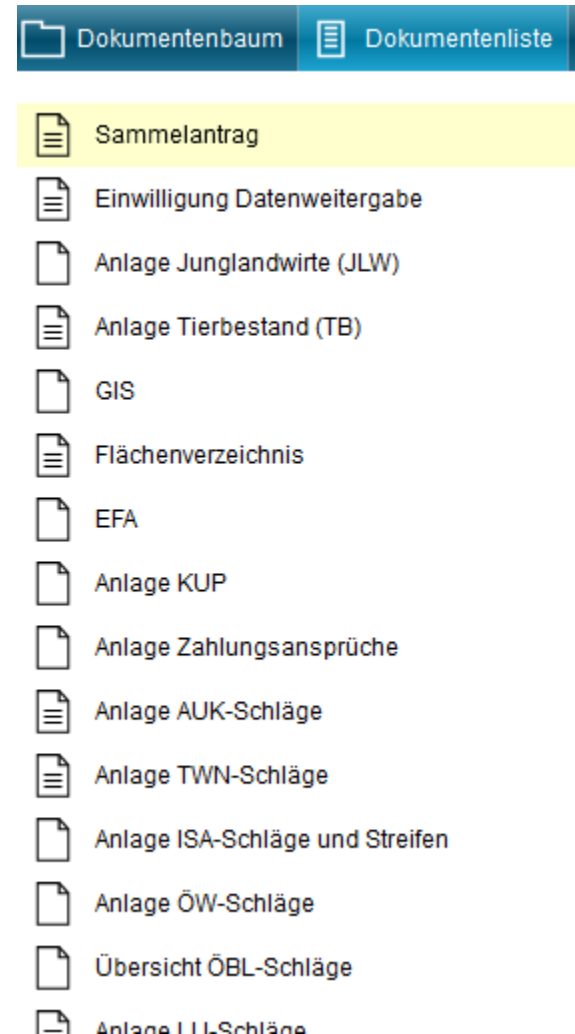 Dokumentenbaum Dokumentenliste
Sammelantrag
Einwilligung Datenweitergabe
Anlage Junglandwirte (JLW)
Anlage Tierbestand (TB)
GIS
Flächenverzeichnis
EFA
Anlage KUP
Anlage Zahlungsansprüche
Anlage AUK-Schläge
Anlage TWN-Schläge
Anlage ISA-Schläge und Streifen
Anlage ÖW-Schläge
Übersicht ÖBL-Schläge
Anlage